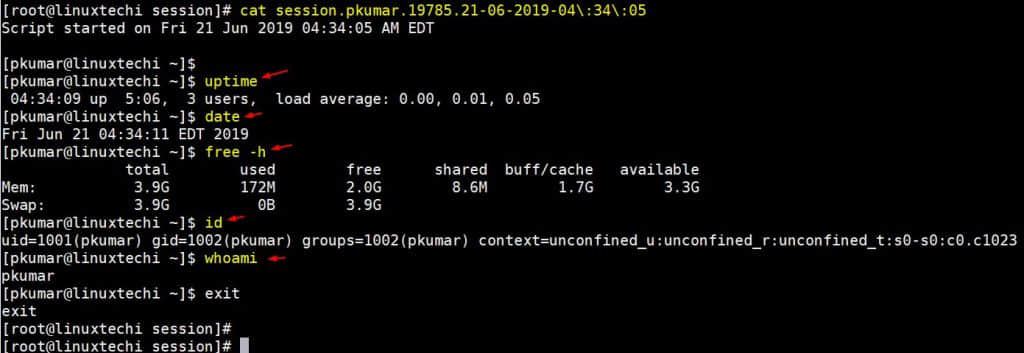 [root@linuxtechi session]# cat session.pkumar.19785.21-06-2019-04\:34\:05
Script started on Fri 21 Jun 2019 04:34:05 AM EDT
[pkumar@linuxtechi ~]$
[pkumar@linuxtechi ~]$ uptime
 04:34:09 up  5:06,  3 users,  load average: 0.00, 0.01, 0.05
[pkumar@linuxtechi ~]$ date
Fri Jun 21 04:34:11 EDT 2019
[pkumar@linuxtechi ~]$ free -h
              total        used        free      shared  buff/cache   available
Mem:           3.9G        172M        2.0G        8.6M        1.7G        3.3G
Swap:          3.9G          0B        3.9G
[pkumar@linuxtechi ~]$ id
uid=1001(pkumar) gid=1002(pkumar) groups=1002(pkumar) context=unconfined_u:unconfined_r:unconfined_t:s0-s0:c0.c1023
[pkumar@linuxtechi ~]$ whoami
pkumar
[pkumar@linuxtechi ~]$ exit
exit
[root@linuxtechi session]#
[root@linuxtechi session]#